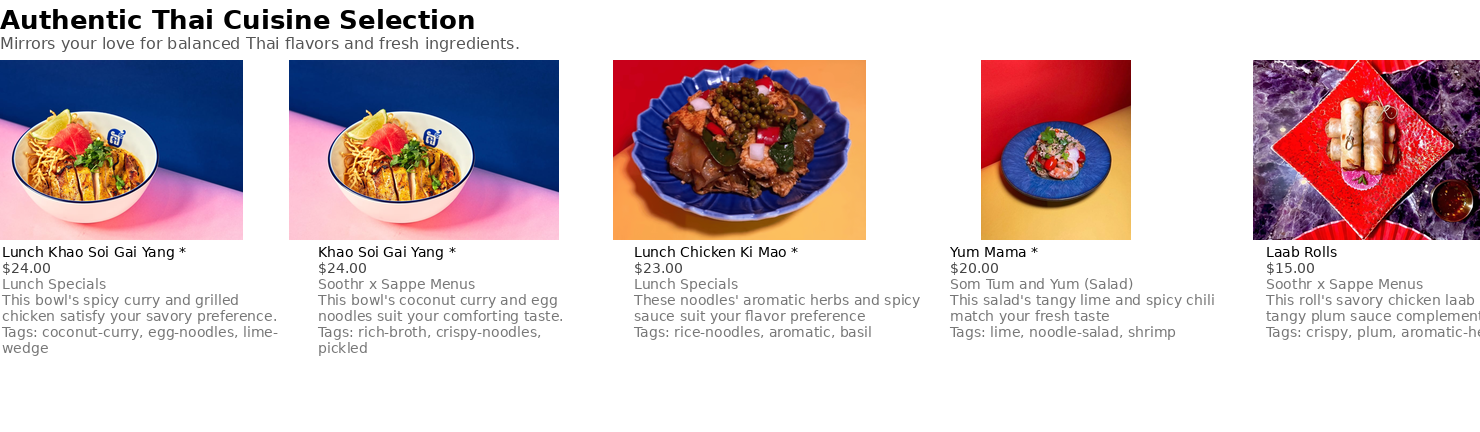 Authentic Thai Cuisine Selection
Mirrors your love for balanced Thai flavors and fresh ingredients.
Lunch Khao Soi Gai Yang *
$24.00
Lunch Specials
This bowl's spicy curry and grilled
chicken satisfy your savory preference.
Tags: coconut-curry, egg-noodles, lime-
wedge
Khao Soi Gai Yang *
$24.00
Soothr x Sappe Menus
This bowl's coconut curry and egg
noodles suit your comforting taste.
Tags: rich-broth, crispy-noodles,
pickled
Lunch Chicken Ki Mao *
$23.00
Lunch Specials
These noodles' aromatic herbs and spicy
sauce suit your flavor preference
Tags: rice-noodles, aromatic, basil
Yum Mama *
$20.00
Som Tum and Yum (Salad)
This salad's tangy lime and spicy chili
match your fresh taste
Tags: lime, noodle-salad, shrimp
Laab Rolls
$15.00
Soothr x Sappe Menus
This roll's savory chicken laab
tangy plum sauce complement
Tags: crispy, plum, aromatic-he